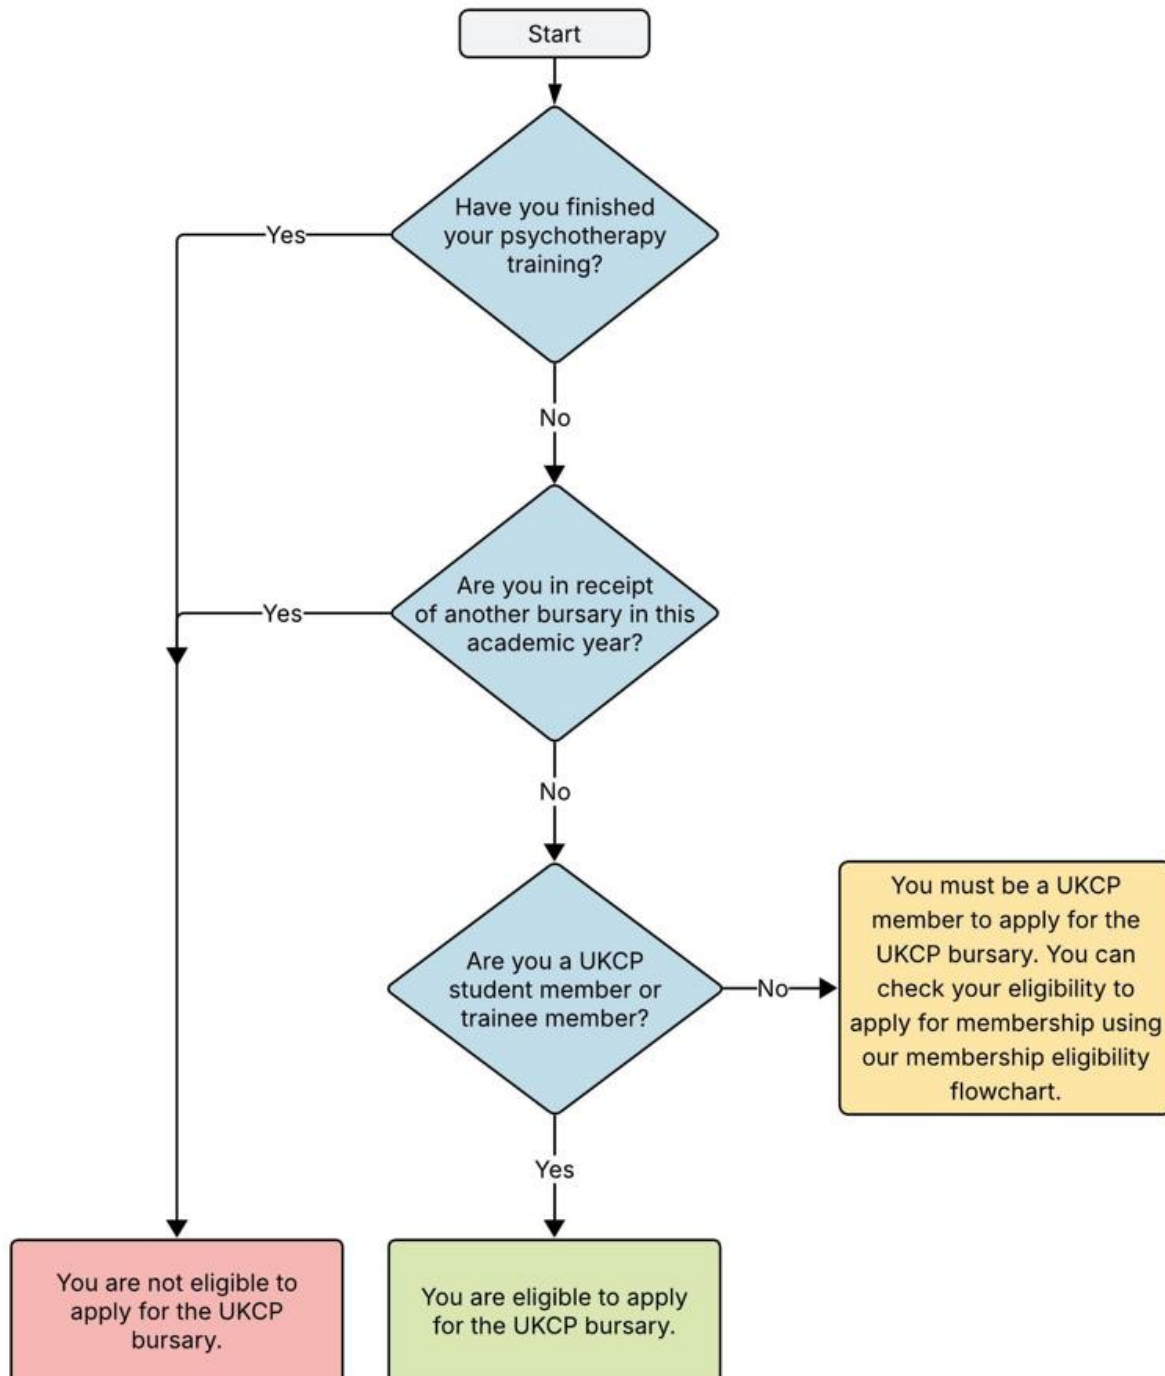 Start
Have you finished
your psychotherapy
training?
Yes
No
Are you in receipt
of another bursary in this
academic year?
Yes
No
Are you a UKCP
student member or
trainee member?
No
You must be a UKCP
member to apply for the
UKCP bursary. You can
check your eligibility to
apply for membership using
our membership eligibility
flowchart.
Yes
You are not eligible to
apply for the UKCP
bursary.
You are eligible to apply
for the UKCP bursary.